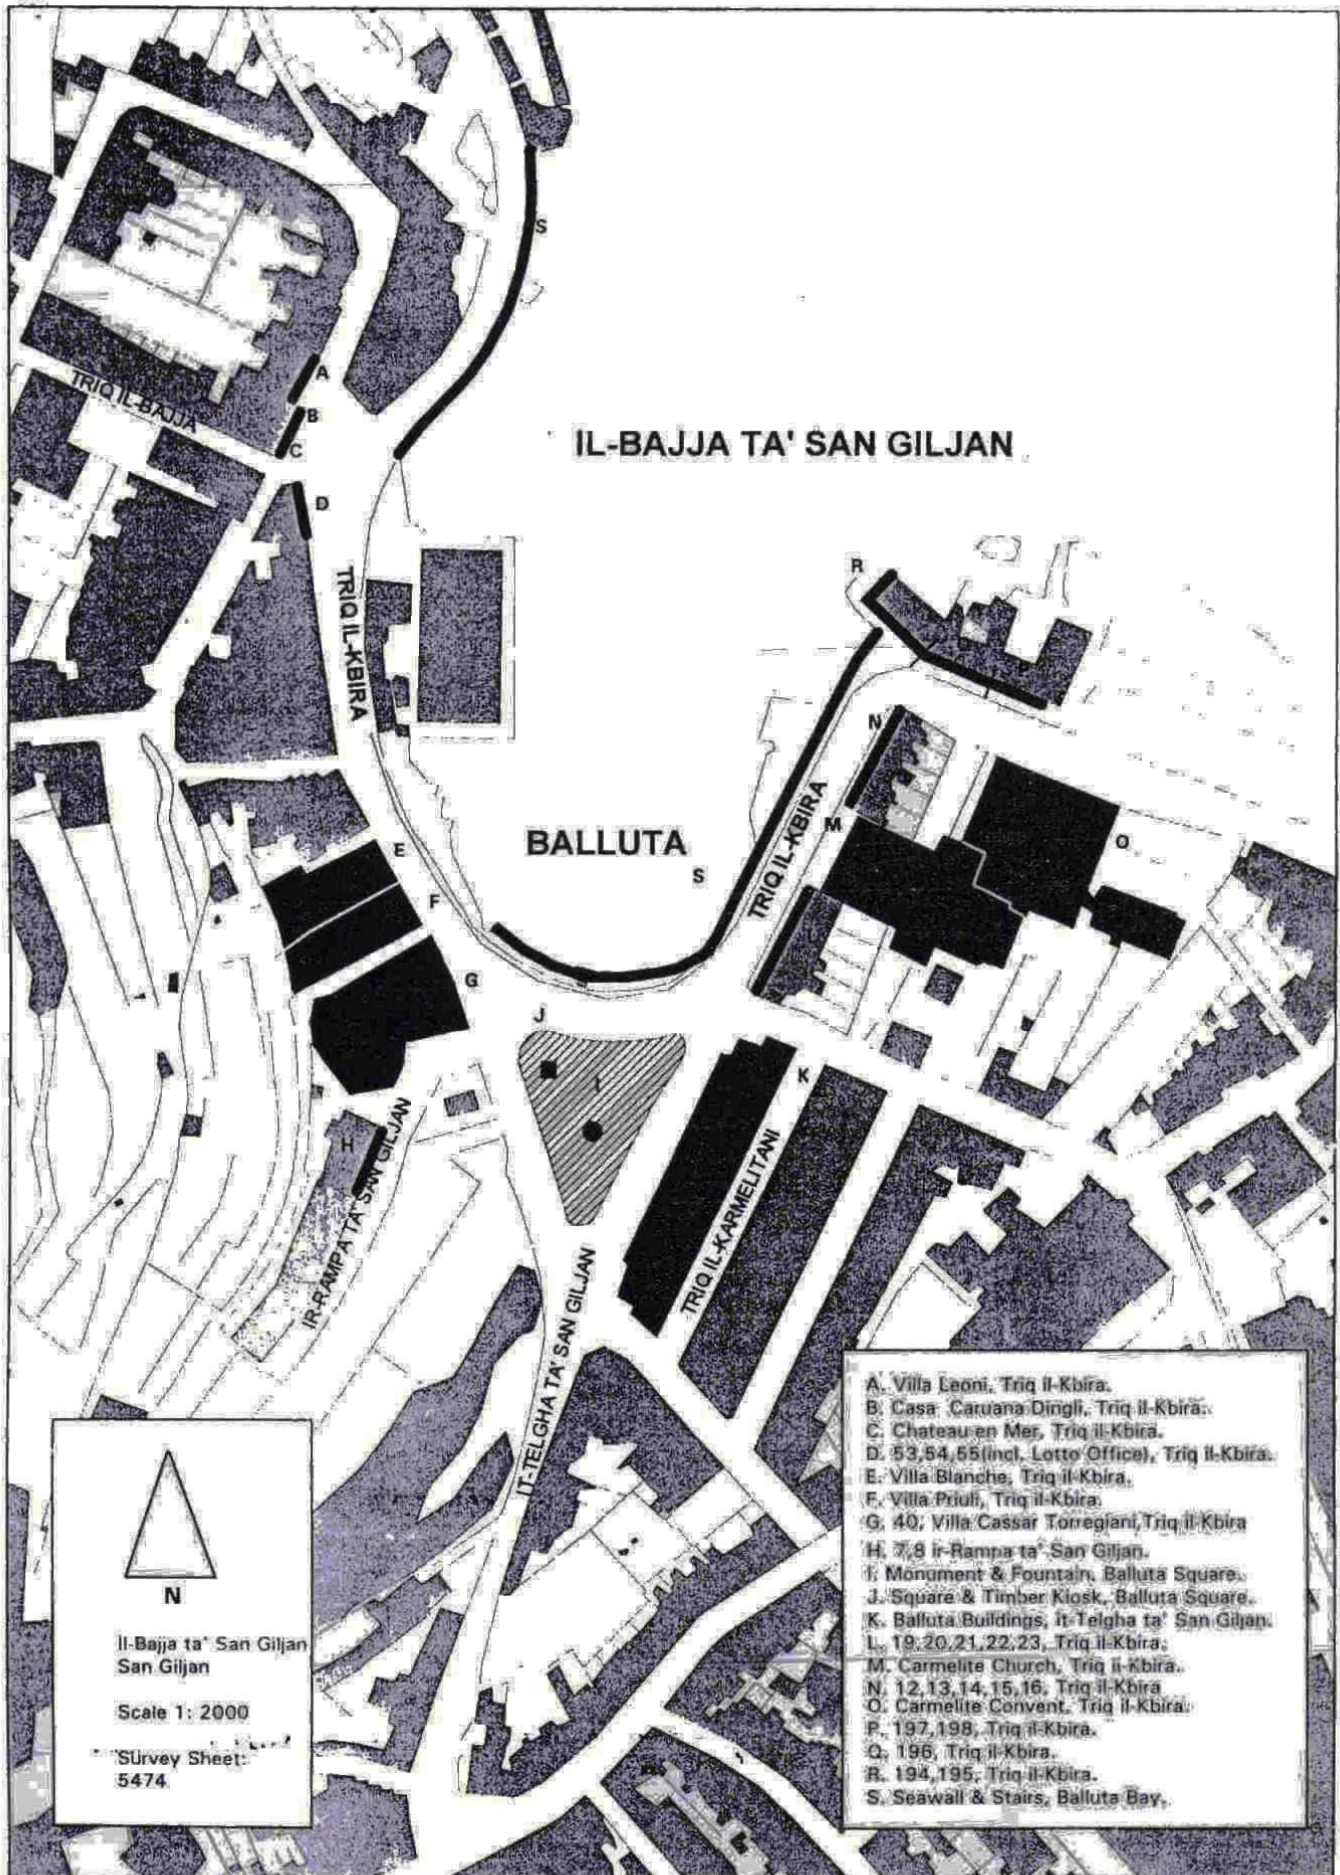 S
A
TRIQ IL-BAJJA
B
C
IL-BAJJA TA' SAN GILJAN
D
R
TRIQ IL-KBIRA
N
TRIQ IL-KBIRA
M
BALLUTA
E
O
S
F
G
J
I
K
H
IR-RAMPA TA' SAN GILJAN
TRIQ IL-KARMELITANI
IT-TELGHA TA' SAN GILJAN
N
Il-Bajja ta' San Giljan
San Giljan
Scale 1: 2000
Survey Sheet:
5474
A. Villa Leoni, Triq il-Kbira.
B. Casa Caruana Dingli, Triq il-Kbira.
C. Chateau en Mer, Triq il-Kbira.
D. 53,54,55(incl. Lotto Office), Triq il-Kbira.
E. Villa Blanche, Triq il-Kbira.
F. Villa Priuli, Triq il-Kbira.
G. 40, Villa Cassar Torregiani,Triq il-Kbira
H. 7,8 ir-Rampa ta' San Giljan.
I. Monument & Fountain, Balluta Square.
J. Square & Timber Kiosk, Balluta Square.
K. Balluta Buildings, it-Telgha ta' San Giljan.
L. 19,20,21,22,23, Triq il-Kbira.
M. Carmelite Church, Triq il-Kbira.
N. 12,13,14,15,16, Triq il-Kbira
O. Carmelite Convent, Triq il-Kbira.
P. 197,198, Triq il-Kbira.
Q. 196, Triq il-Kbira.
R. 194,195, Triq il-Kbira.
S. Seawall & Stairs, Balluta Bay.